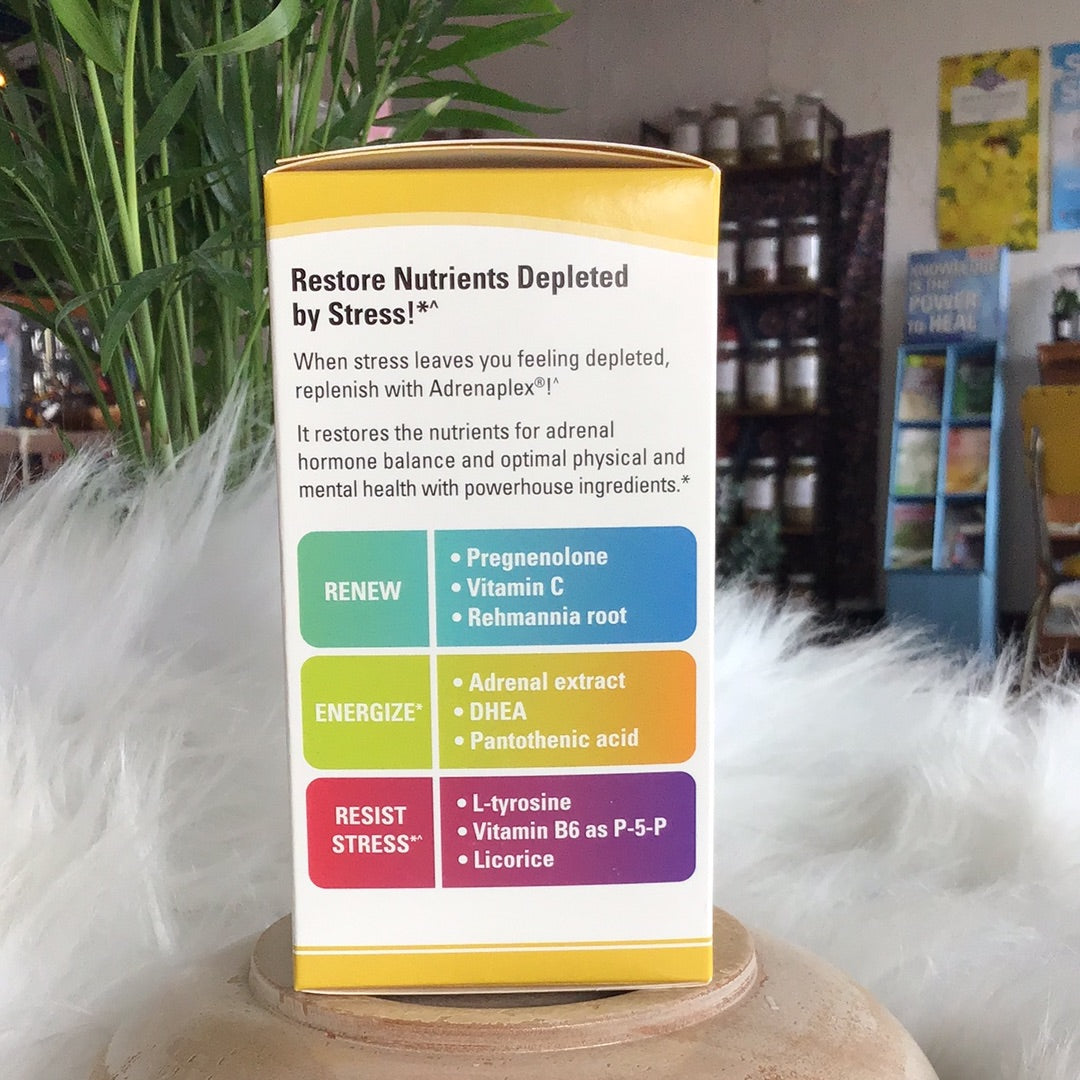 Restore Nutrients Depleted
by Stress!*^
When stress leaves you feeling depleted,
replenish with Adrenaplex®!^
It restores the nutrients for adrenal
hormone balance and optimal physical and
mental health with powerhouse ingredients.*
RENEW
• Pregnenolone
• Vitamin C
• Rehmannia root
ENERGIZE*
• Adrenal extract
• DHEA
• Pantothenic acid
RESIST
STRESS*^
• L-tyrosine
• Vitamin B6 as P-5-P
• Licorice
KNOWLEDGE
IS THE
POWER
TO HEAL